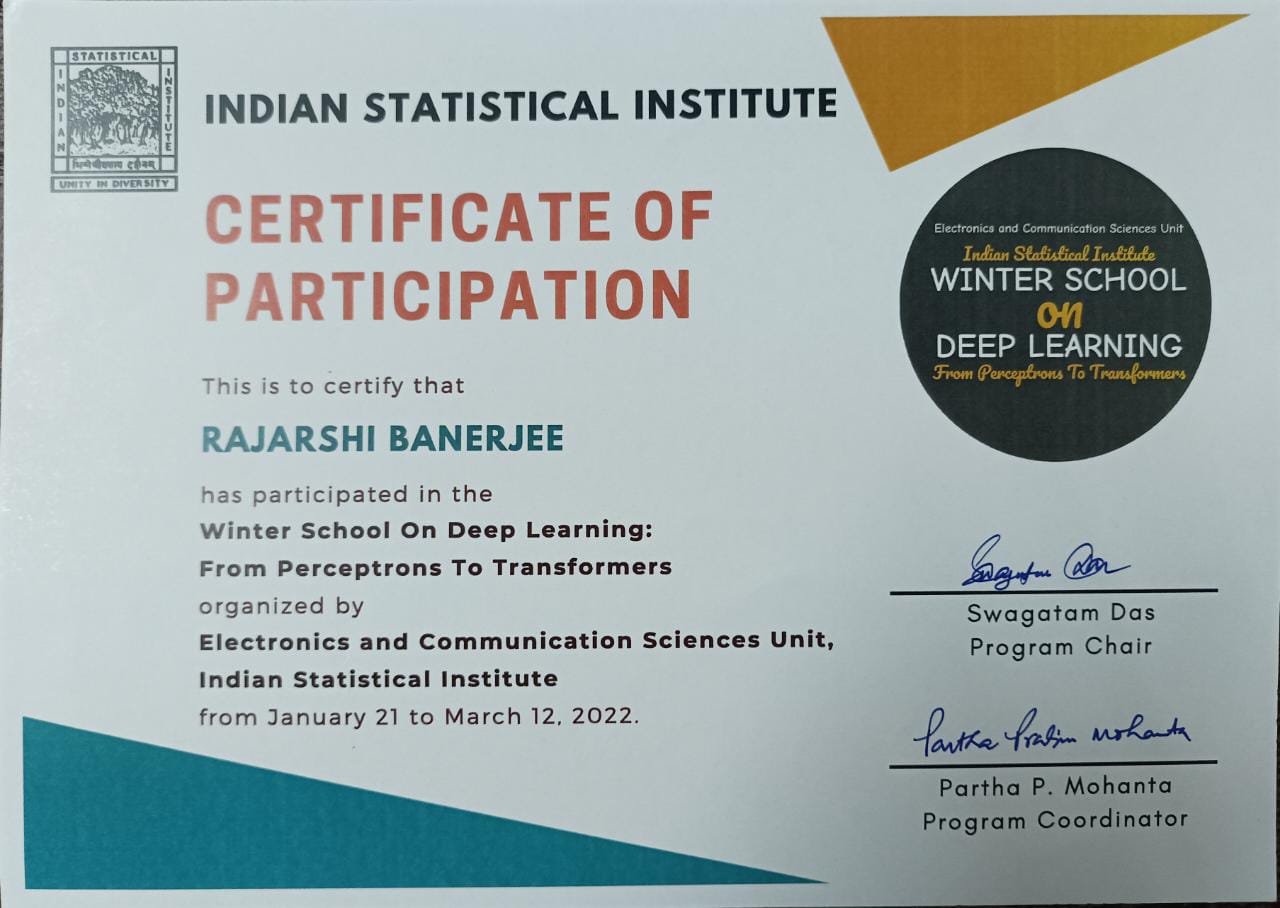 STATISTICAL
INDIAN
INSTITUTE
UNITY IN DIVERSITY
INDIAN STATISTICAL INSTITUTE
CERTIFICATE OF
PARTICIPATION
This is to certify that
RAJARSHI BANERJEE
has participated in the
Winter School On Deep Learning:
From Perceptrons To Transformers
organized by
Electronics and Communication Sciences Unit,
Indian Statistical Institute
from January 21 to March 12, 2022.
Electronics and Communication Sciences Unit
Indian Statistical Institute
WINTER SCHOOL
on
DEEP LEARNING
From Perceptrons To Transformers
Swagatam Das
Swagatam Das
Program Chair
Partha Pratim Mohanta
Partha P. Mohanta
Program Coordinator